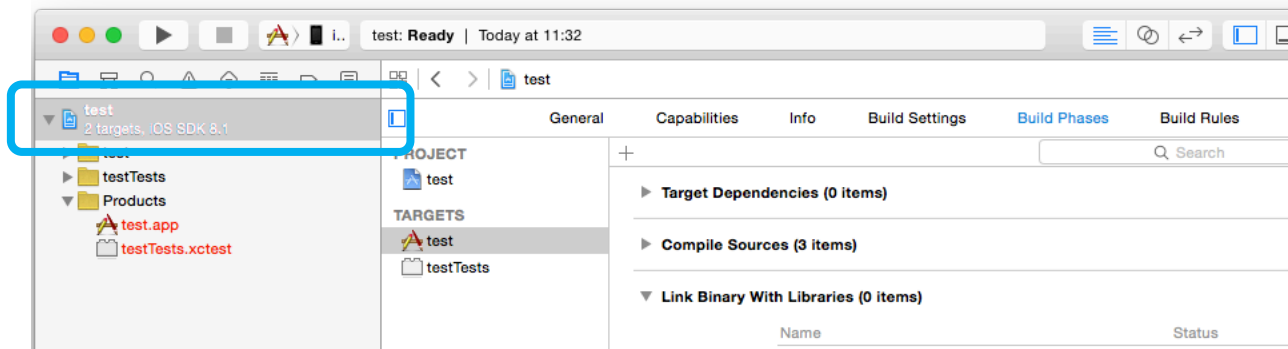 i.. test: Ready | Today at 11:32
test
test
2 targets, iOS SDK 8.1
test
testTests
Products
test.app
testTests.xctest
General Capabilities Info Build Settings Build Phases Build Rules
PROJECT
test
TARGETS
test
testTests
Search
Target Dependencies (0 items)
Compile Sources (3 items)
Link Binary With Libraries (0 items)
Name Status